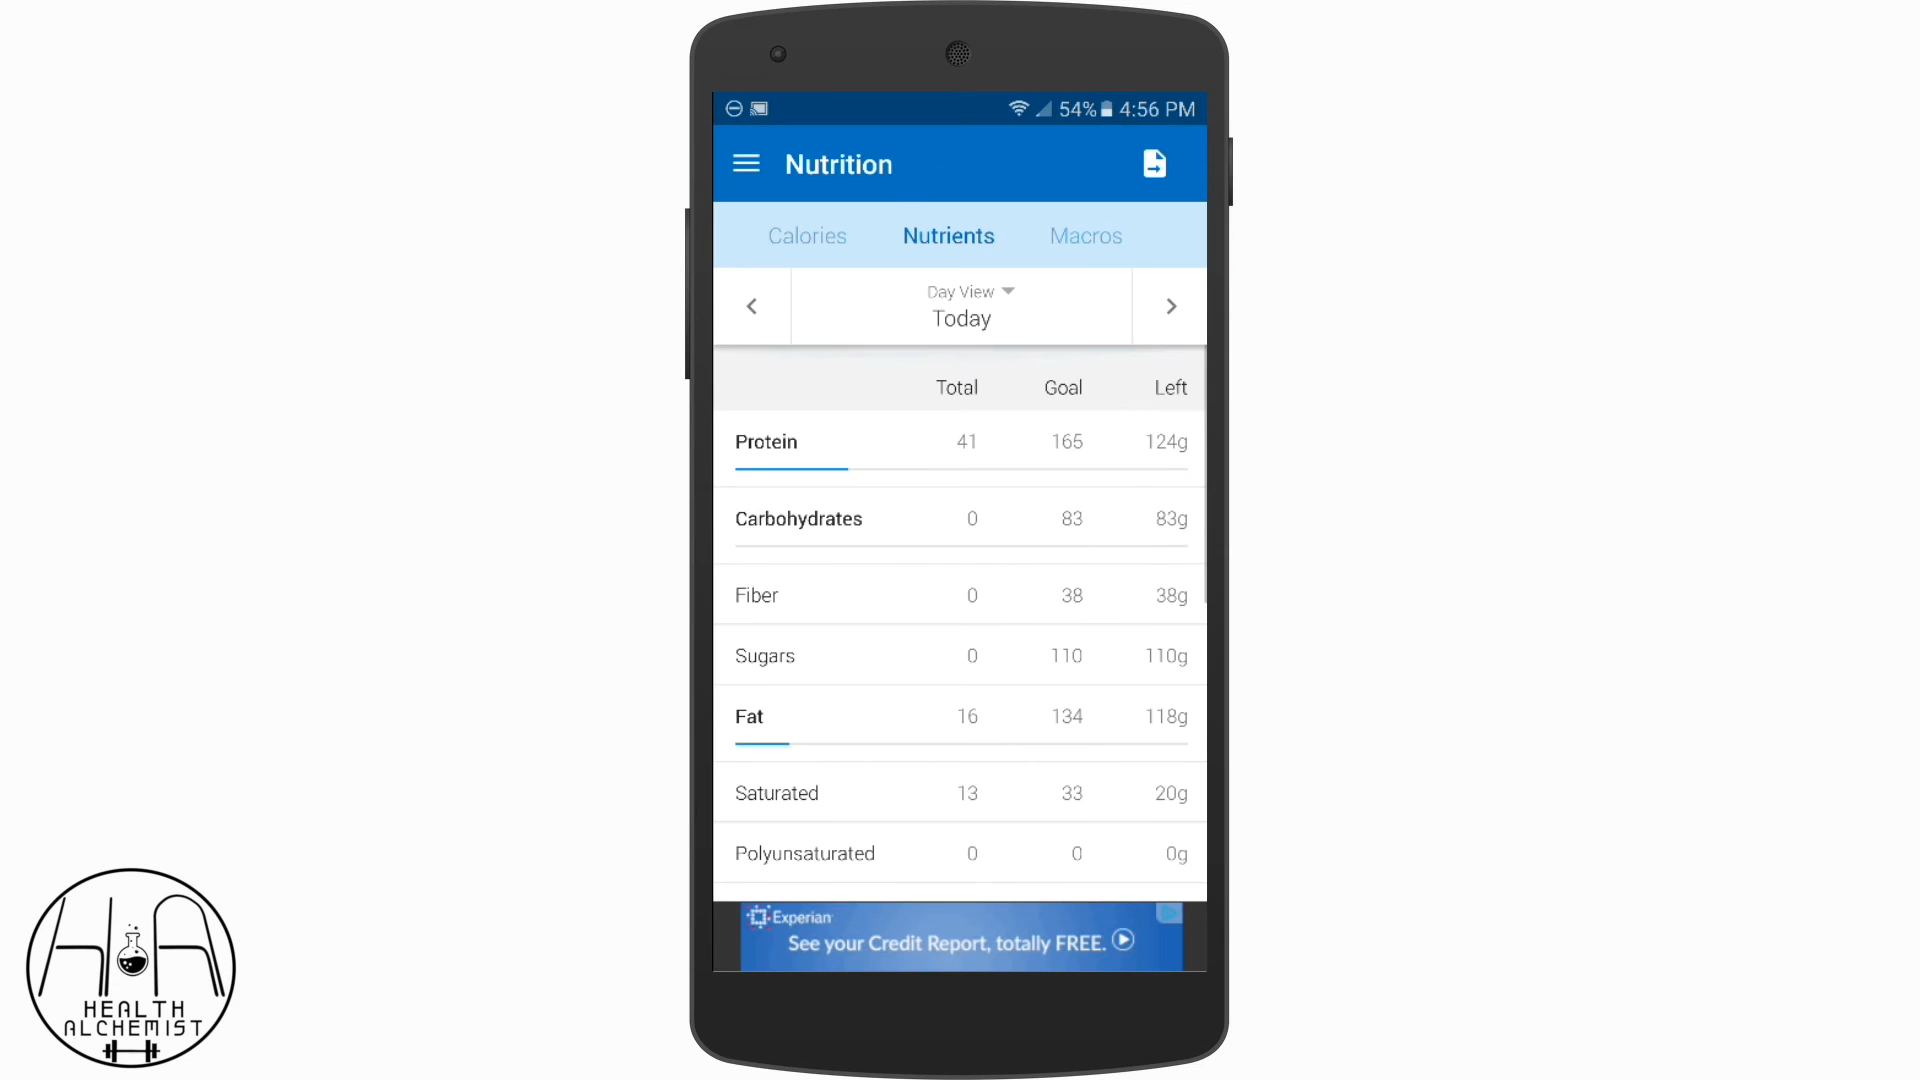 54% 4:56 PM
Nutrition
Calories Nutrients Macros
Day View
Today
Total Goal Left
Protein 41 165 124g
Carbohydrates 0 83 83g
Fiber 0 38 38g
Sugars 0 110 110g
Fat 16 134 118g
Saturated 13 33 20g
Polyunsaturated 0 0 0g
Experian
See your Credit Report, totally FREE.
HA
HEALTH
ALCHEMIST